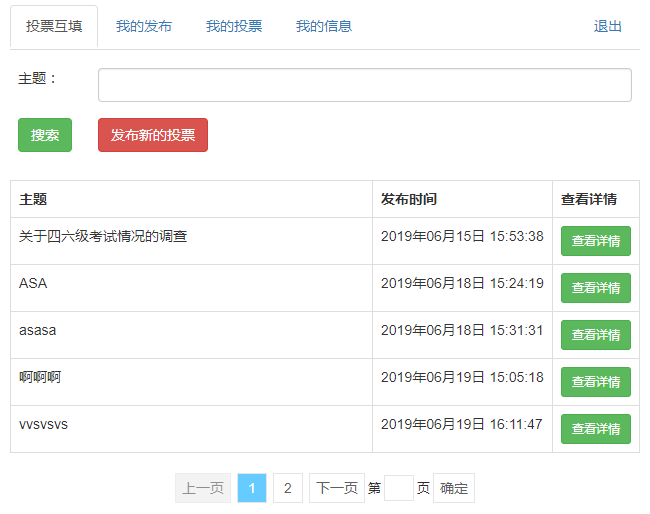 投票互填 我的发布 我的投票 我的信息 退出
主题：
搜索 发布新的投票
主题 发布时间 查看详情
关于四六级考试情况的调查 2019年06月15日 15:53:38 查看详情
ASA 2019年06月18日 15:24:19 查看详情
asasa 2019年06月18日 15:31:31 查看详情
啊啊啊 2019年06月19日 15:05:18 查看详情
vvsvsvs 2019年06月19日 16:11:47 查看详情
上一页 1 2 下一页 第 页 确定